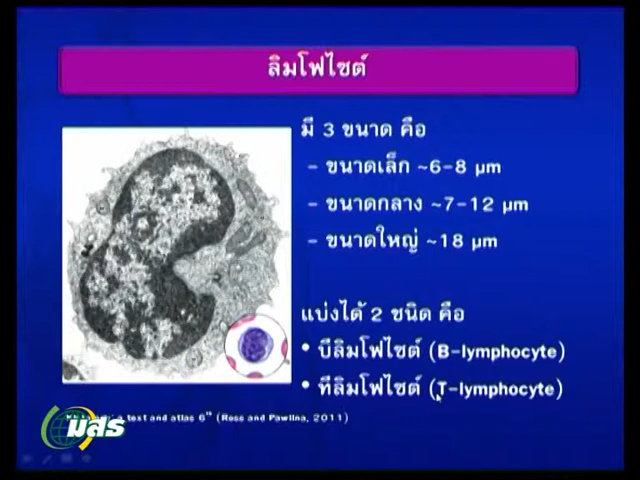 ลิมโฟไซต์
มี 3 ขนาด คือ
- ขนาดเล็ก ~6-8 µm
- ขนาดกลาง ~7-12 µm
- ขนาดใหญ่ ~18 µm
แบ่งได้ 2 ชนิด คือ
• บีลิมโฟไซต์ (B-lymphocyte)
• ทีลิมโฟไซต์ (T-lymphocyte)
a text and atlas 6th (Ross and Pawlina, 2011)
มสธ